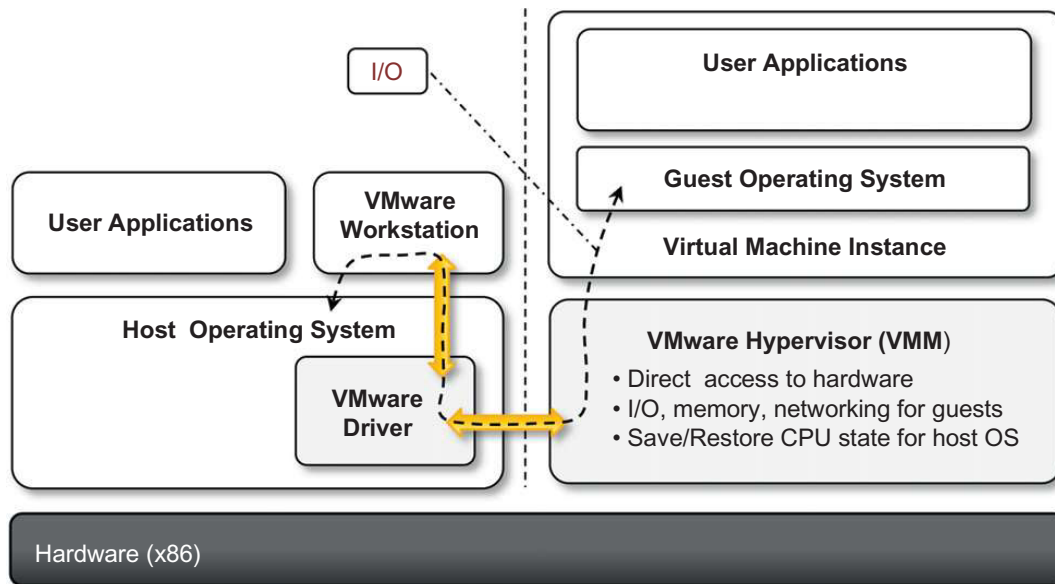 I/O
User Applications
VMware
Workstation
Host Operating System
VMware
Driver
User Applications
Guest Operating System
Virtual Machine Instance
VMware Hypervisor (VMM)
• Direct access to hardware
• I/O, memory, networking for guests
• Save/Restore CPU state for host OS
Hardware (x86)